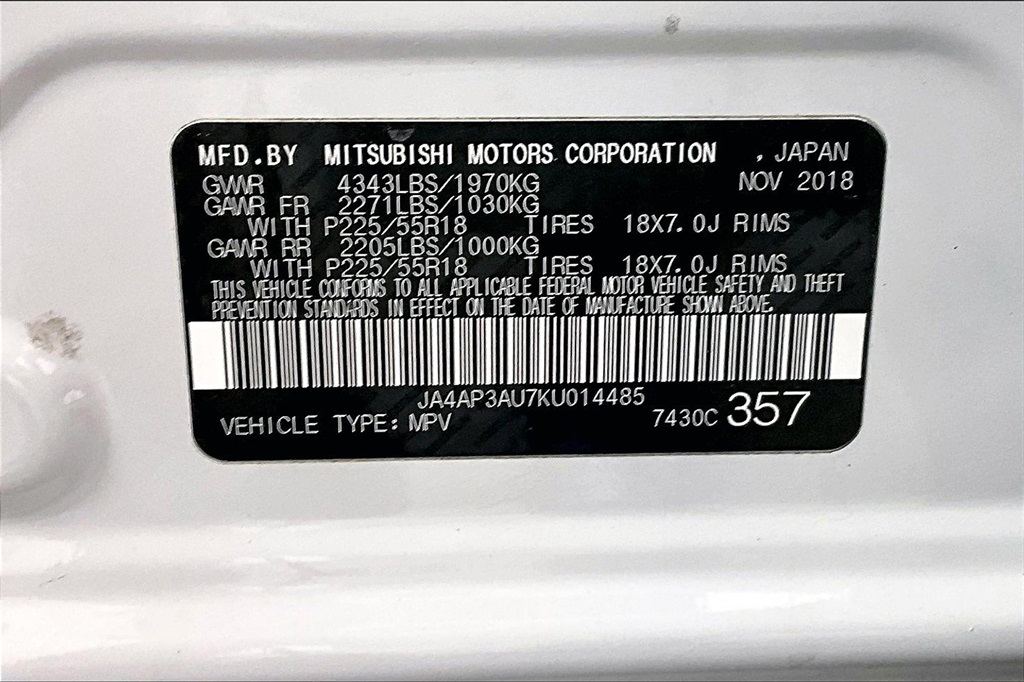 MFD.BY MITSUBISHI MOTORS CORPORATION , JAPAN
GVWR 4343LBS/1970KG NOV 2018
GAWR FR 2271LBS/1030KG
WITH P225/55R18 TIRES 18X7.0J RIMS
GAWR RR 2205LBS/1000KG
WITH P225/55R18 TIRES 18X7.0J RIMS
THIS VEHICLE CONFORMS TO ALL APPLICABLE FEDERAL MOTOR VEHICLE SAFETY AND THEFT
PREVENTION STANDARDS IN EFFECT ON THE DATE OF MANUFACTURE SHOWN ABOVE.
JA4AP3AU7KU014485
VEHICLE TYPE: MPV 7430C 357